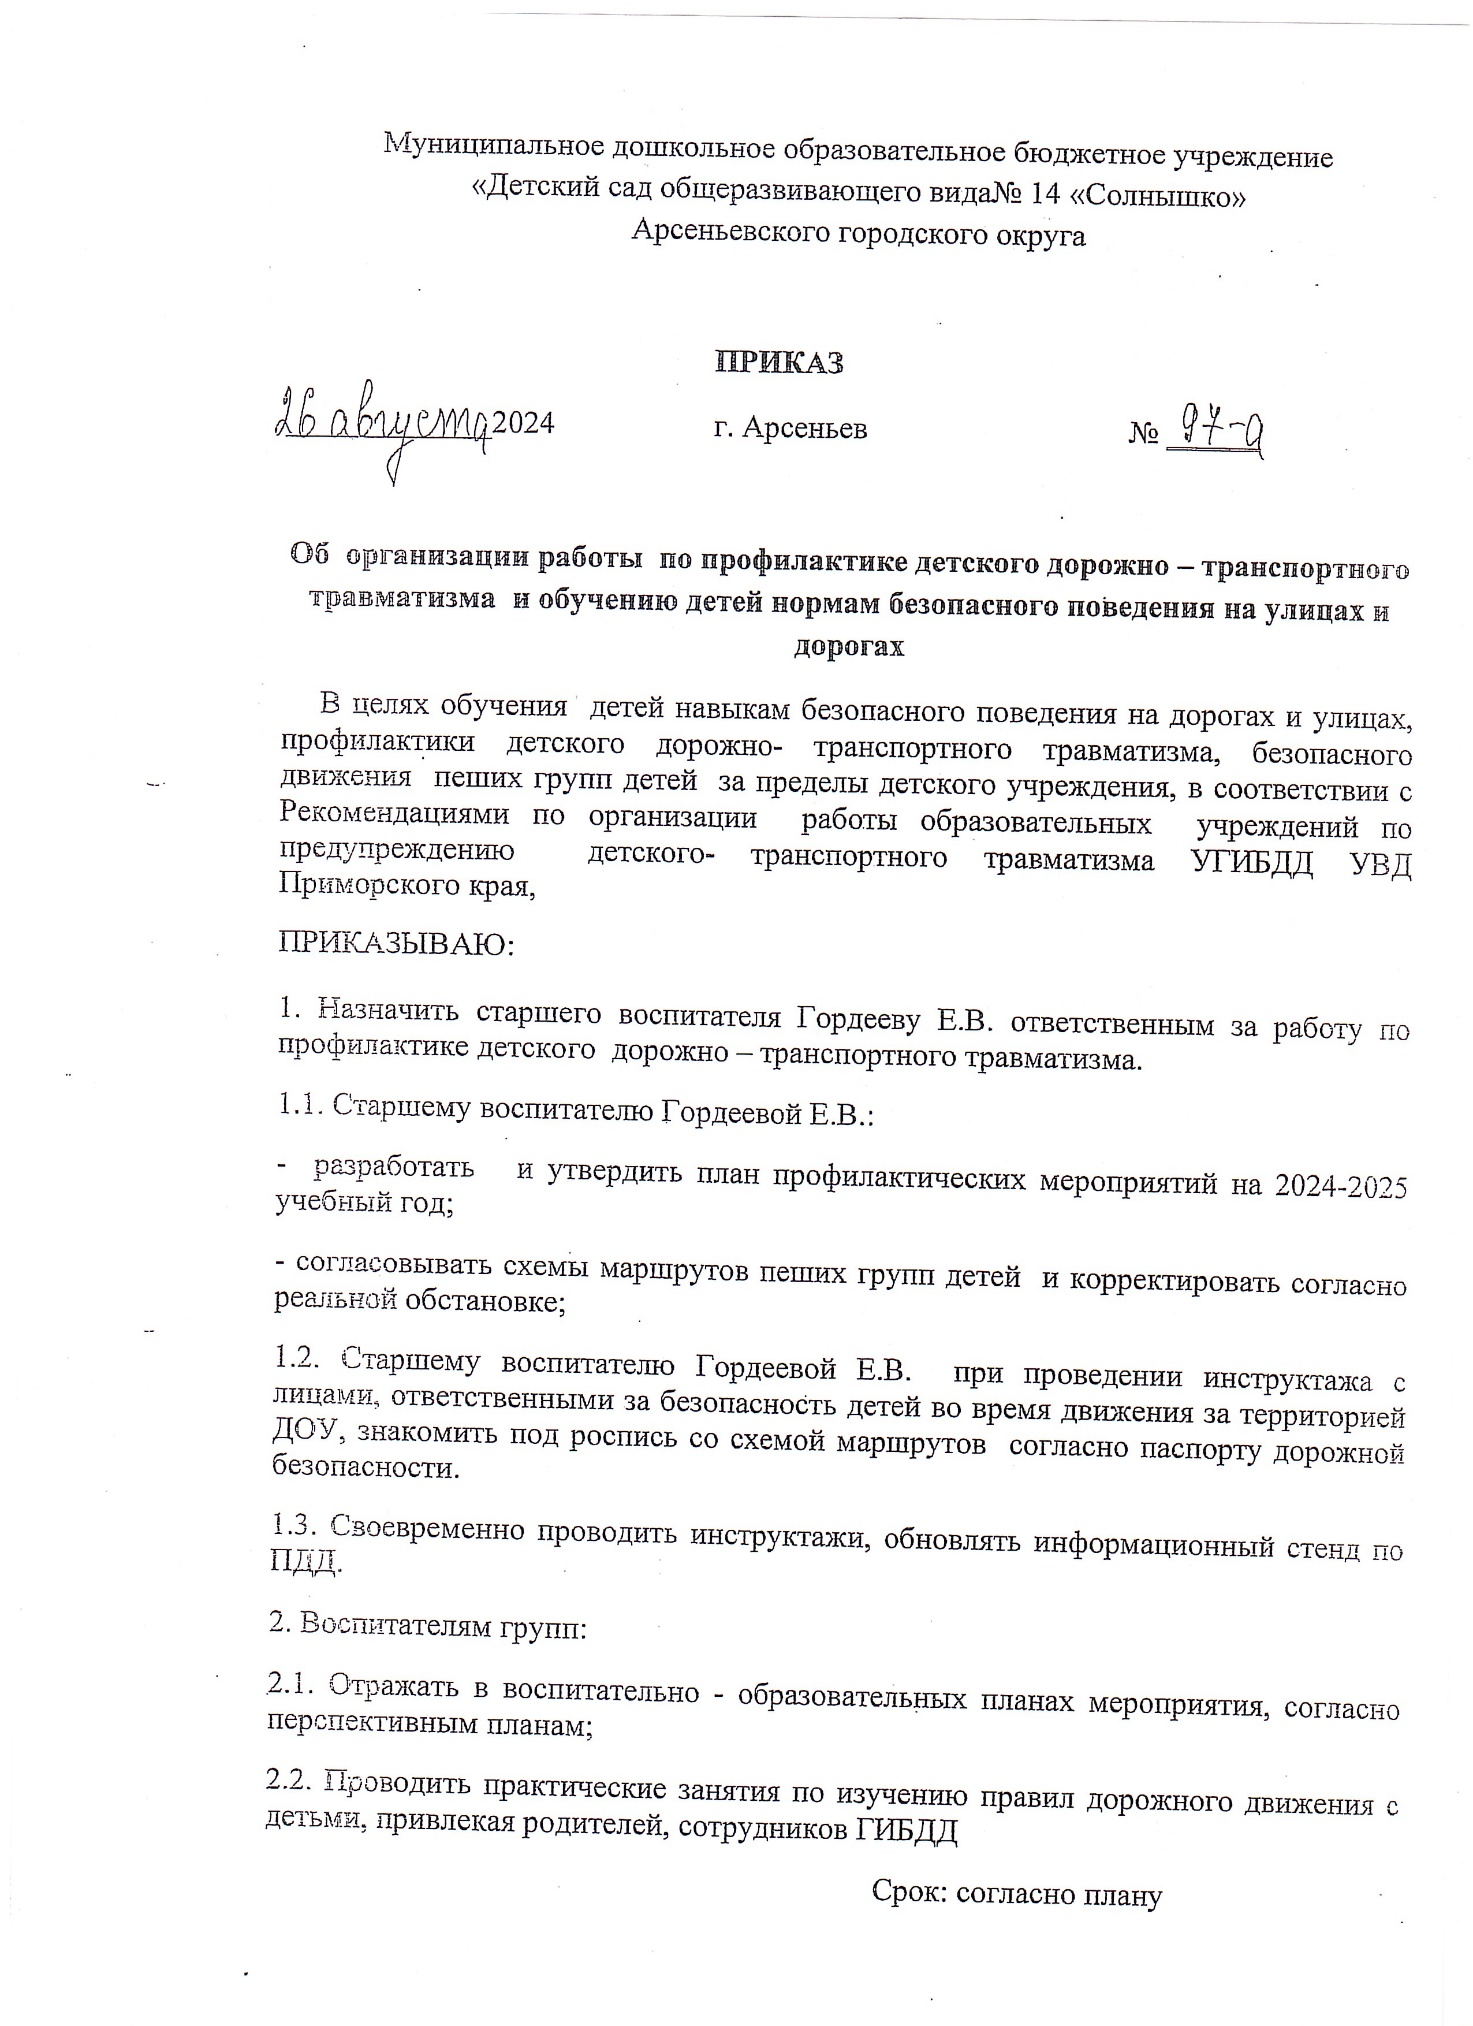 Муниципальное дошкольное образовательное бюджетное учреждение
«Детский сад общеразвивающего вида№ 14 «Солнышко»
Арсеньевского городского округа
ПРИКАЗ
26 августа 2024 г. Арсеньев № 97-а
Об организации работы по профилактике детского дорожно – транспортного
травматизма и обучению детей нормам безопасного поведения на улицах и
дорогах
В целях обучения детей навыкам безопасного поведения на дорогах и улицах,
профилактики детского дорожно- транспортного травматизма, безопасного
движения пеших групп детей за пределы детского учреждения, в соответствии с
Рекомендациями по организации работы образовательных учреждений по
предупреждению детского- транспортного травматизма УГИБДД УВД
Приморского края,
ПРИКАЗЫВАЮ:
1. Назначить старшего воспитателя Гордееву Е.В. ответственным за работу по
профилактике детского дорожно – транспортного травматизма.
1.1. Старшему воспитателю Гордеевой Е.В.:
- разработать и утвердить план профилактических мероприятий на 2024-2025
учебный год;
- согласовывать схемы маршрутов пеших групп детей и корректировать согласно
реальной обстановке;
1.2. Старшему воспитателю Гордеевой Е.В. при проведении инструктажа с
лицами, ответственными за безопасность детей во время движения за территорией
ДОУ, знакомить под роспись со схемой маршрутов согласно паспорту дорожной
безопасности.
1.3. Своевременно проводить инструктажи, обновлять информационный стенд по
ПДД.
2. Воспитателям групп:
2.1. Отражать в воспитательно - образовательных планах мероприятия, согласно
перспективным планам;
2.2. Проводить практические занятия по изучению правил дорожного движения с
детьми, привлекая родителей, сотрудников ГИБДД
Срок: согласно плану